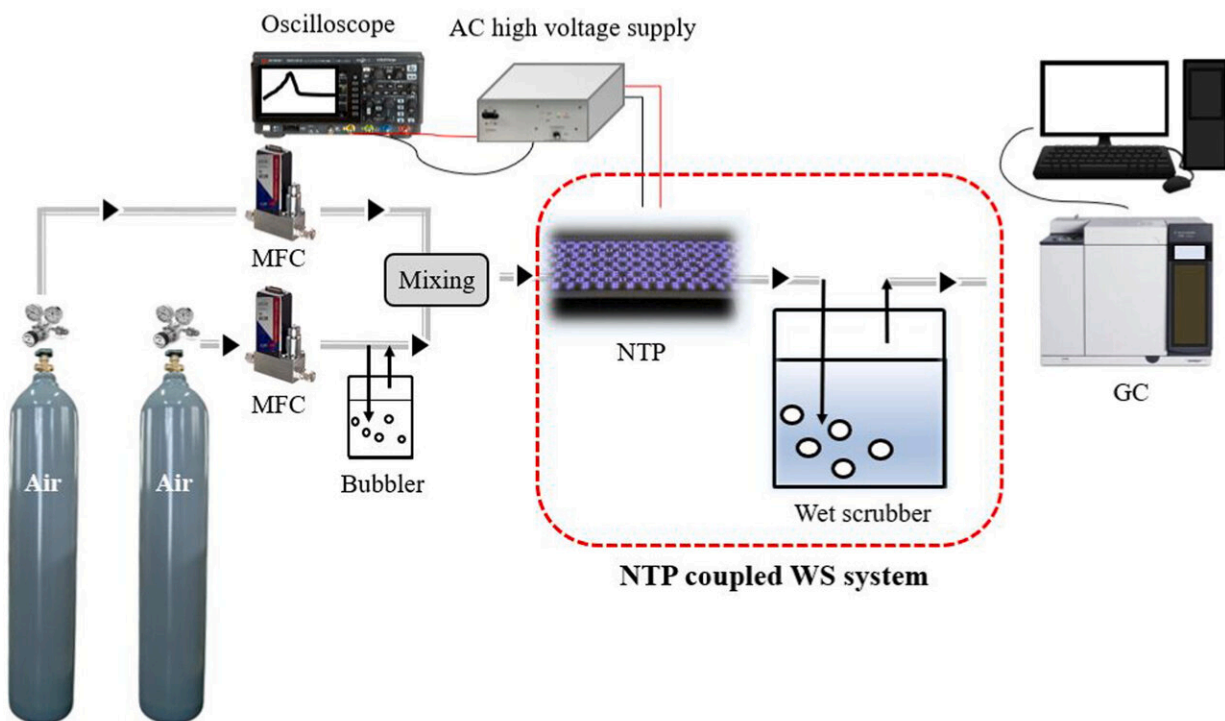 Oscilloscope
AC high voltage supply
MFC
Mixing
MFC
NTP
GC
Bubbler
Air
Air
Wet scrubber
NTP coupled WS system